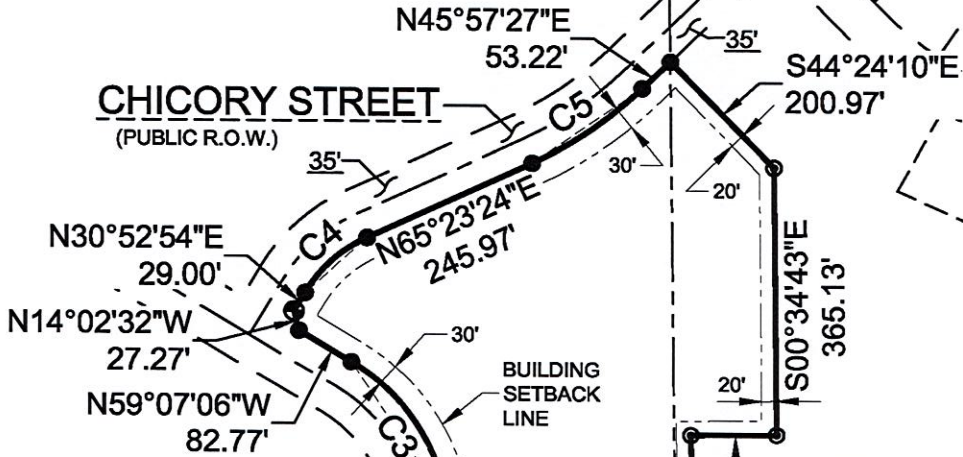 N45°57'27"E
53.22'
35'
S44°24'10"E
200.97'
CHICORY STREET
(PUBLIC R.O.W.)
C5
30'
35'
20'
N65°23'24"E
245.97'
C4
N30°52'54"E
29.00'
S00°34'43"E
365.13'
N14°02'32"W
27.27'
30'
BUILDING
SETBACK
LINE
20'
N59°07'06"W
82.77'
C3